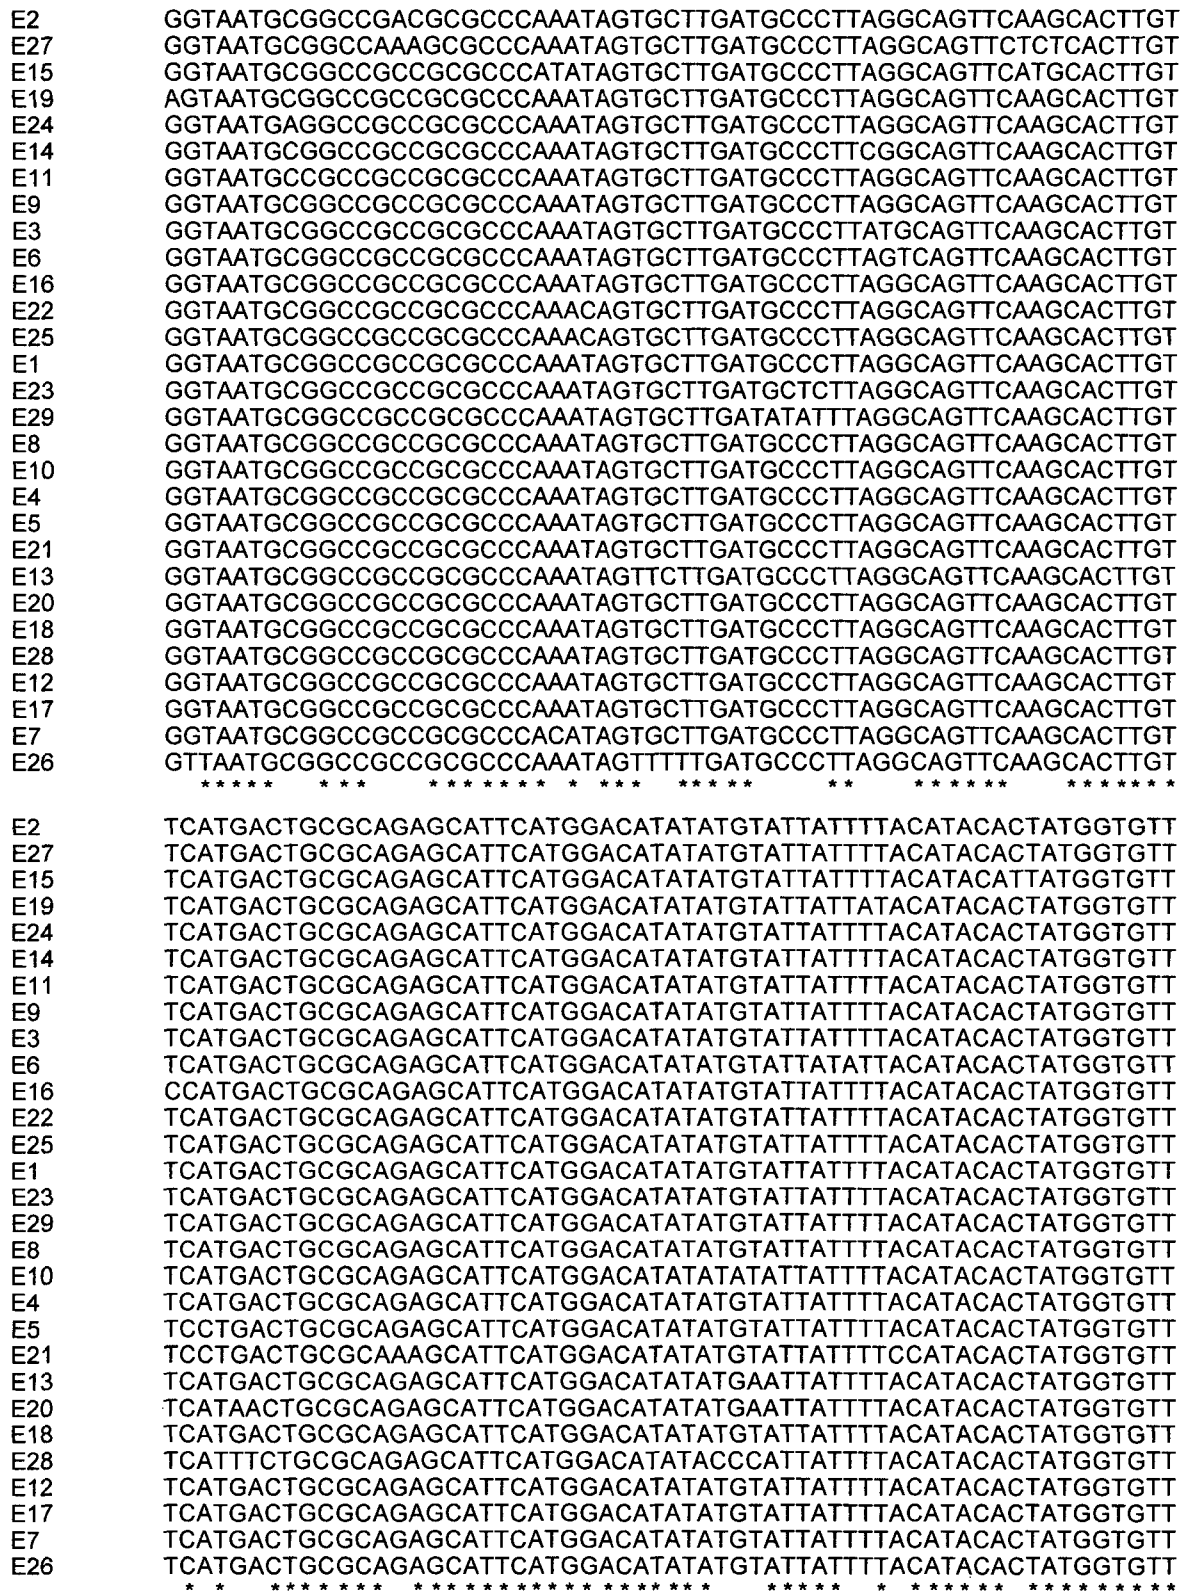 E2 GGTAATGCGGCCGACGCGCCCAAATAGTGCTTGATGCCCTTAGGCAGTTCAAGCACTTGT
E27 GGTAATGCGGCCAAAGCGCCCAAATAGTGCTTGATGCCCTTAGGCAGTTCTCTCACTTGT
E15 GGTAATGCGGCCGCCGCGCCCATATAGTGCTTGATGCCCTTAGGCAGTTCATGCACTTGT
E19 AGTAATGCGGCCGCCGCGCCCAAATAGTGCTTGATGCCCTTAGGCAGTTCAAGCACTTGT
E24 GGTAATGAGGCCGCCGCGCCCAAATAGTGCTTGATGCCCTTAGGCAGTTCAAGCACTTGT
E14 GGTAATGCGGCCGCCGCGCCCAAATAGTGCTTGATGCCCTTCGGCAGTTCAAGCACTTGT
E11 GGTAATGCCGCCGCCGCGCCCAAATAGTGCTTGATGCCCTTAGGCAGTTCAAGCACTTGT
E9 GGTAATGCGGCCGCCGCGCCCAAATAGTGCTTGATGCCCTTAGGCAGTTCAAGCACTTGT
E3 GGTAATGCGGCCGCCGCGCCCAAATAGTGCTTGATGCCCTTATGCAGTTCAAGCACTTGT
E6 GGTAATGCGGCCGCCGCGCCCAAATAGTGCTTGATGCCCTTAGTCAGTTCAAGCACTTGT
E16 GGTAATGCGGCCGCCGCGCCCAAATAGTGCTTGATGCCCTTAGGCAGTTCAAGCACTTGT
E22 GGTAATGCGGCCGCCGCGCCCAAACAGTGCTTGATGCCCTTAGGCAGTTCAAGCACTTGT
E25 GGTAATGCGGCCGCCGCGCCCAAACAGTGCTTGATGCCCTTAGGCAGTTCAAGCACTTGT
E1 GGTAATGCGGCCGCCGCGCCCAAATAGTGCTTGATGCCCTTAGGCAGTTCAAGCACTTGT
E23 GGTAATGCGGCCGCCGCGCCCAAATAGTGCTTGATGCTCTTAGGCAGTTCAAGCACTTGT
E29 GGTAATGCGGCCGCCGCGCCCAAATAGTGCTTGATATATTTAGGCAGTTCAAGCACTTGT
E8 GGTAATGCGGCCGCCGCGCCCAAATAGTGCTTGATGCCCTTAGGCAGTTCAAGCACTTGT
E10 GGTAATGCGGCCGCCGCGCCCAAATAGTGCTTGATGCCCTTAGGCAGTTCAAGCACTTGT
E4 GGTAATGCGGCCGCCGCGCCCAAATAGTGCTTGATGCCCTTAGGCAGTTCAAGCACTTGT
E5 GGTAATGCGGCCGCCGCGCCCAAATAGTGCTTGATGCCCTTAGGCAGTTCAAGCACTTGT
E21 GGTAATGCGGCCGCCGCGCCCAAATAGTGCTTGATGCCCTTAGGCAGTTCAAGCACTTGT
E13 GGTAATGCGGCCGCCGCGCCCAAATAGTTCTTGATGCCCTTAGGCAGTTCAAGCACTTGT
E20 GGTAATGCGGCCGCCGCGCCCAAATAGTGCTTGATGCCCTTAGGCAGTTCAAGCACTTGT
E18 GGTAATGCGGCCGCCGCGCCCAAATAGTGCTTGATGCCCTTAGGCAGTTCAAGCACTTGT
E28 GGTAATGCGGCCGCCGCGCCCAAATAGTGCTTGATGCCCTTAGGCAGTTCAAGCACTTGT
E12 GGTAATGCGGCCGCCGCGCCCAAATAGTGCTTGATGCCCTTAGGCAGTTCAAGCACTTGT
E17 GGTAATGCGGCCGCCGCGCCCAAATAGTGCTTGATGCCCTTAGGCAGTTCAAGCACTTGT
E7 GGTAATGCGGCCGCCGCGCCCACATAGTGCTTGATGCCCTTAGGCAGTTCAAGCACTTGT
E26 GTTAATGCGGCCGCCGCGCCCAAATAGTTTTTGATGCCCTTAGGCAGTTCAAGCACTTGT
***** *** ******* * *** ***** ** ****** *******
E2 TCATGACTGCGCAGAGCATTCATGGACATATATGTATTATTTTACATACACTATGGTGTT
E27 TCATGACTGCGCAGAGCATTCATGGACATATATGTATTATTTTACATACACTATGGTGTT
E15 TCATGACTGCGCAGAGCATTCATGGACATATATGTATTATTTTACATACATTATGGTGTT
E19 TCATGACTGCGCAGAGCATTCATGGACATATATGTATTATTATACATACACTATGGTGTT
E24 TCATGACTGCGCAGAGCATTCATGGACATATATGTATTATTTTACATACACTATGGTGTT
E14 TCATGACTGCGCAGAGCATTCATGGACATATATGTATTATTTTACATACACTATGGTGTT
E11 TCATGACTGCGCAGAGCATTCATGGACATATATGTATTATTTTACATACACTATGGTGTT
E9 TCATGACTGCGCAGAGCATTCATGGACATATATGTATTATTTTACATACACTATGGTGTT
E3 TCATGACTGCGCAGAGCATTCATGGACATATATGTATTATTTTACATACACTATGGTGTT
E6 TCATGACTGCGCAGAGCATTCATGGACATATATGTATTATATTACATACACTATGGTGTT
E16 CCATGACTGCGCAGAGCATTCATGGACATATATGTATTATTTTACATACACTATGGTGTT
E22 TCATGACTGCGCAGAGCATTCATGGACATATATGTATTATTTTACATACACTATGGTGTT
E25 TCATGACTGCGCAGAGCATTCATGGACATATATGTATTATTTTACATACACTATGGTGTT
E1 TCATGACTGCGCAGAGCATTCATGGACATATATGTATTATTTTACATACACTATGGTGTT
E23 TCATGACTGCGCAGAGCATTCATGGACATATATGTATTATTTTACATACACTATGGTGTT
E29 TCATGACTGCGCAGAGCATTCATGGACATATATGTATTATTTTACATACACTATGGTGTT
E8 TCATGACTGCGCAGAGCATTCATGGACATATATGTATTATTTTACATACACTATGGTGTT
E10 TCATGACTGCGCAGAGCATTCATGGACATATATATATTATTTTACATACACTATGGTGTT
E4 TCATGACTGCGCAGAGCATTCATGGACATATATGTATTATTTTACATACACTATGGTGTT
E5 TCCTGACTGCGCAGAGCATTCATGGACATATATGTATTATTTTACATACACTATGGTGTT
E21 TCCTGACTGCGCAAAGCATTCATGGACATATATGTATTATTTTCCATACACTATGGTGTT
E13 TCATGACTGCGCAGAGCATTCATGGACATATATGAATTATTTTACATACACTATGGTGTT
E20 TCATAACTGCGCAGAGCATTCATGGACATATATGAATTATTTTACATACACTATGGTGTT
E18 TCATGACTGCGCAGAGCATTCATGGACATATATGTATTATTTTACATACACTATGGTGTT
E28 TCATTTCTGCGCAGAGCATTCATGGACATATACCCATTATTTTACATACACTATGGTGTT
E12 TCATGACTGCGCAGAGCATTCATGGACATATATGTATTATTTTACATACACTATGGTGTT
E17 TCATGACTGCGCAGAGCATTCATGGACATATATGTATTATTTTACATACACTATGGTGTT
E7 TCATGACTGCGCAGAGCATTCATGGACATATATGTATTATTTTACATACACTATGGTGTT
E26 TCATGACTGCGCAGAGCATTCATGGACATATATGTATTATTTTACATACACTATGGTGTT
* * ******* ****************** ***** * ****** *********